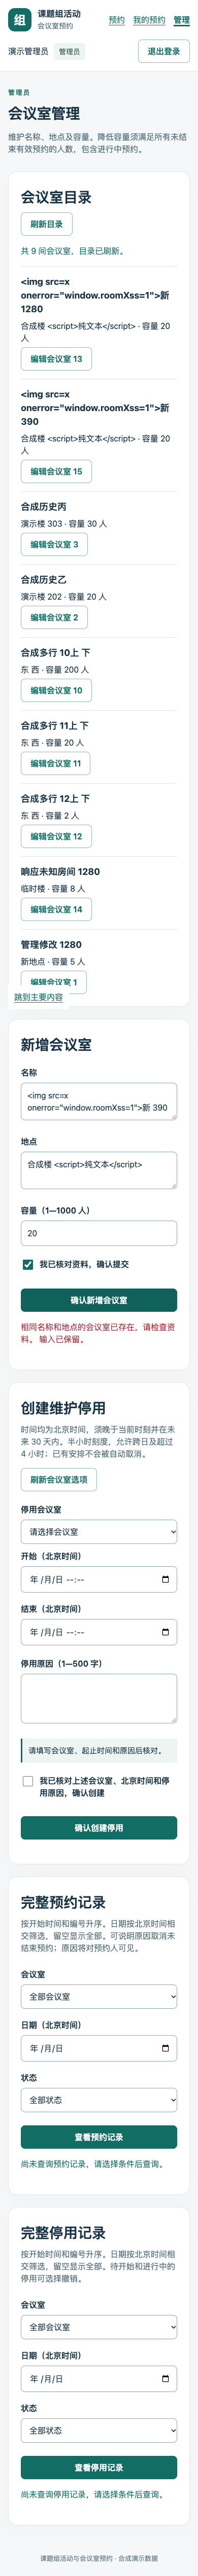 组 课题组活动
会议室预约
预约 我的预约 管理
演示管理员 管理员 退出登录
管理员
会议室管理
维护名称，地点及容量。降低容量须满足所有未结
束有效预约的人数，包含进行中预约。
会议室目录
刷新目录
共 9 间会议室，目录已刷新。
<img src=x
onerror="window.roomXss=1">新
1280
合成楼 <script>纯文本</script> · 容量 20
人
编辑会议室 13
<img src=x
onerror="window.roomXss=1">新
390
合成楼 <script>纯文本</script> · 容量 20
人
编辑会议室 15
合成历史丙
演示楼 303 · 容量 30 人
编辑会议室 3
合成历史乙
演示楼 202 · 容量 20 人
编辑会议室 2
合成多行 10上 下
东 西 · 容量 200 人
编辑会议室 10
合成多行 11上 下
东 西 · 容量 20 人
编辑会议室 11
合成多行 12上 下
东 西 · 容量 2 人
编辑会议室 12
响应未知房间 1280
临时楼 · 容量 8 人
编辑会议室 14
管理修改 1280
新地点 · 容量 5 人
编辑会议室 1
跳到主要内容
新增会议室
名称
<img src=x
onerror="window.roomXss=1">新 390
地点
合成楼 <script>纯文本</script>
容量（1—1000 人）
20
我已核对资料，确认提交
确认新增会议室
相同名称和地点的会议室已存在，请检查资
料。 输入已保留。
创建维护停用
时间均为北京时间，须晚于当前时刻并在未
来 30 天内。半小时刻度，允许跨日及超过
4 小时；已有安排不会被自动取消。
刷新会议室选项
停用会议室
请选择会议室
开始（北京时间）
年 /月/日 --:--
结束（北京时间）
年 /月/日 --:--
停用原因（1—500 字）
请填写会议室、起止时间和原因后核对。
我已核对上述会议室、北京时间和停
用原因，确认创建
确认创建停用
完整预约记录
按开始时间和编号升序。日期按北京时间相
交筛选，留空显示全部。可说明原因取消未
结束预约；原因将对预约人可见。
会议室
全部会议室
日期（北京时间）
年 /月/日
状态
全部状态
查看预约记录
尚未查询预约记录，请选择条件后查询。
完整停用记录
按开始时间和编号升序。日期按北京时间相
交筛选，留空显示全部。待开始和进行中的
停用可选择撤销。
会议室
全部会议室
日期（北京时间）
年 /月/日
状态
全部状态
查看停用记录
尚未查询停用记录，请选择条件后查询。
课题组活动与会议室预约 · 合成演示数据